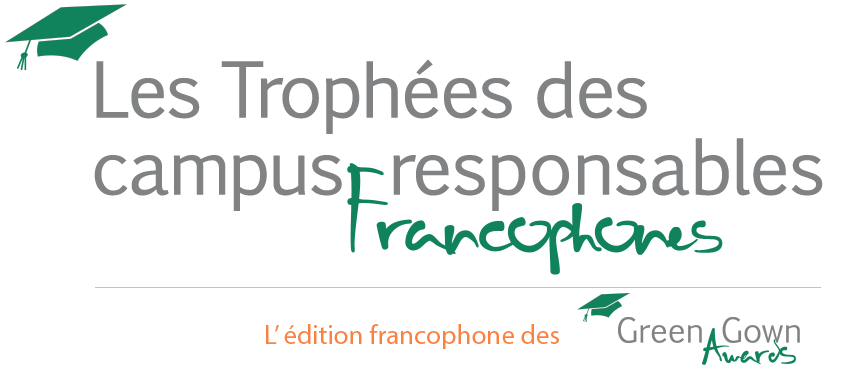 Les Trophées des
campus responsables
Francophones
L' édition francophone des
Green Gown
Awards